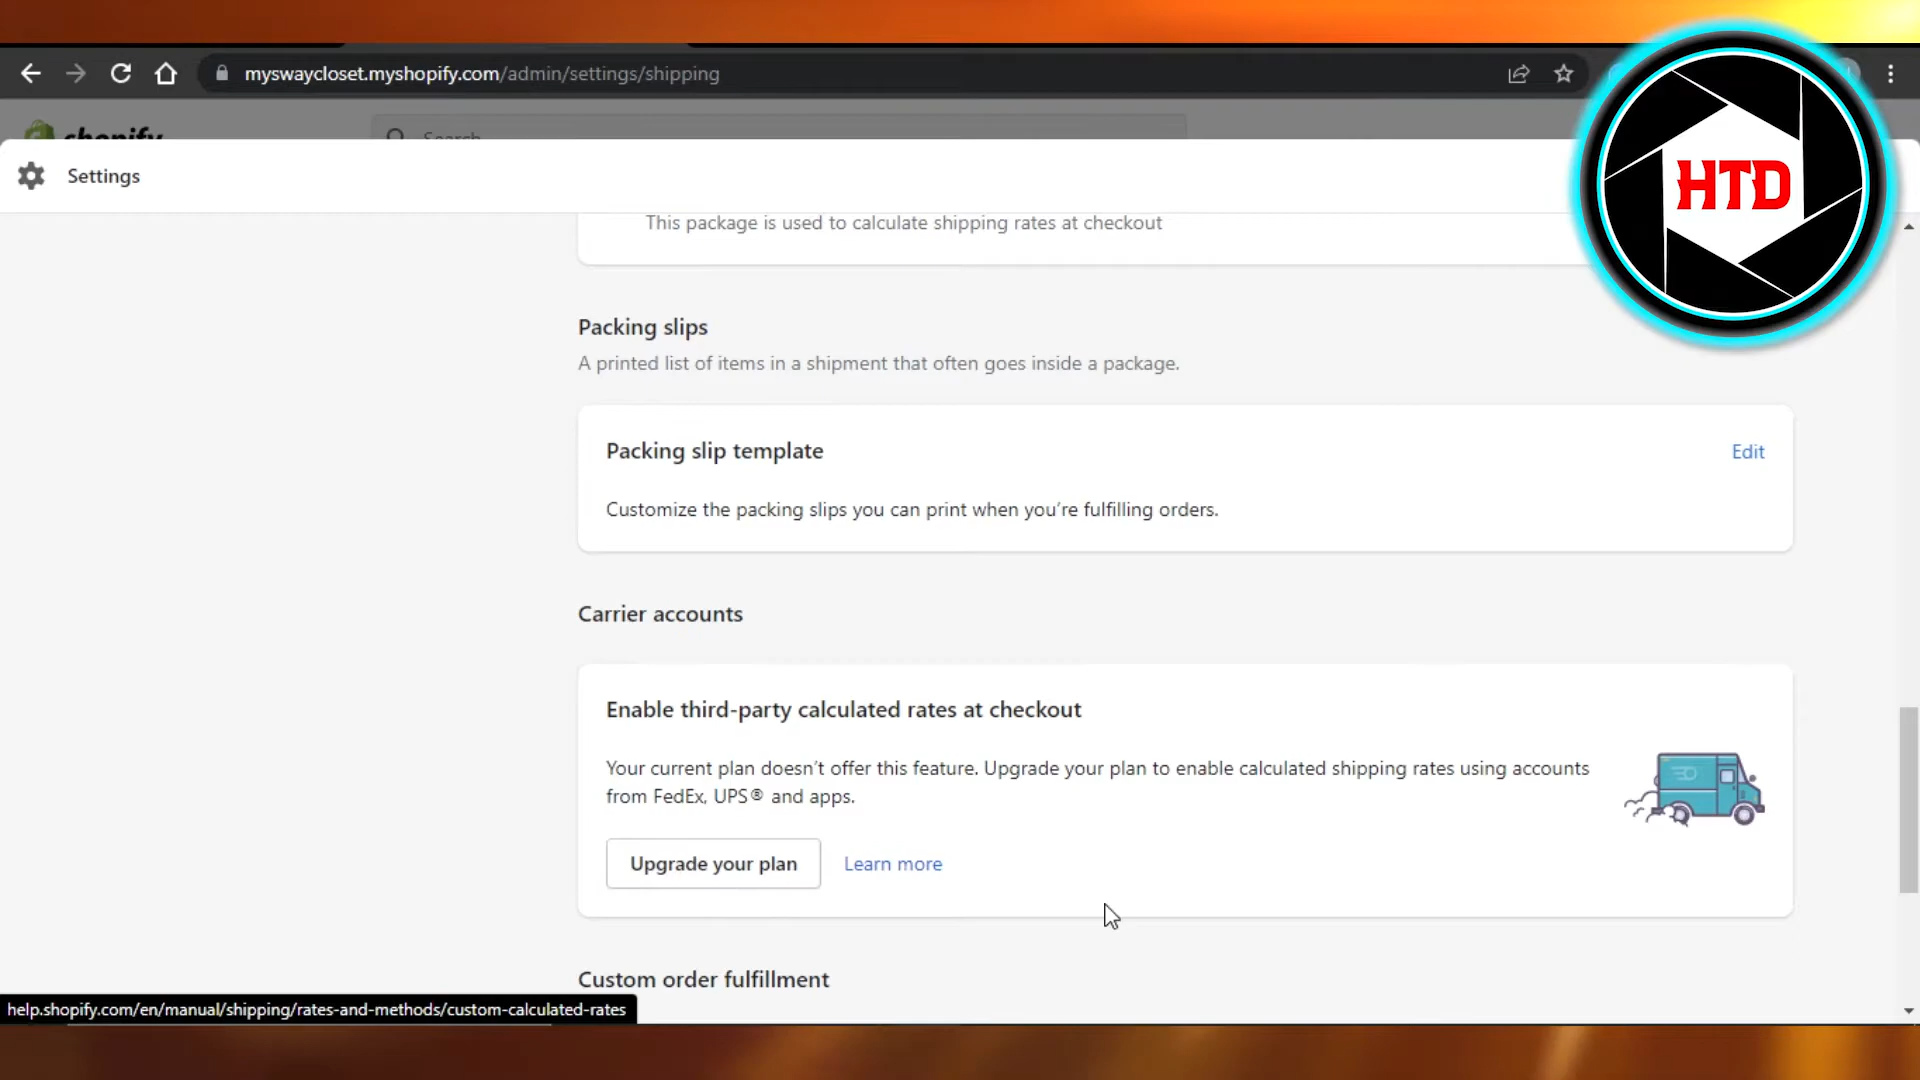 myswaycloset.myshopify.com/admin/settings/shipping
shopify
Search
HTD
Settings
This package is used to calculate shipping rates at checkout
Packing slips
A printed list of items in a shipment that often goes inside a package.
Packing slip template
Edit
Customize the packing slips you can print when you’re fulfilling orders.
Carrier accounts
Enable third-party calculated rates at checkout
Your current plan doesn’t offer this feature. Upgrade your plan to enable calculated shipping rates using accounts
from FedEx, UPS® and apps.
Upgrade your plan
Learn more
Custom order fulfillment
help.shopify.com/en/manual/shipping/rates-and-methods/custom-calculated-rates